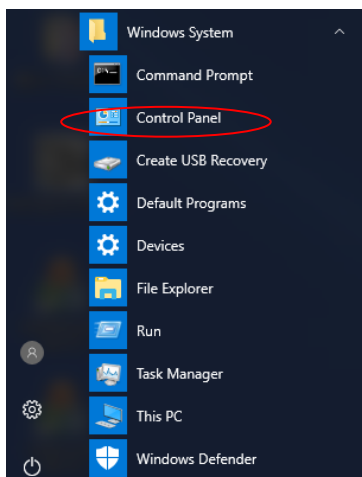 Windows System
Command Prompt
Control Panel
Create USB Recovery
Default Programs
Devices
File Explorer
Run
Task Manager
This PC
Windows Defender